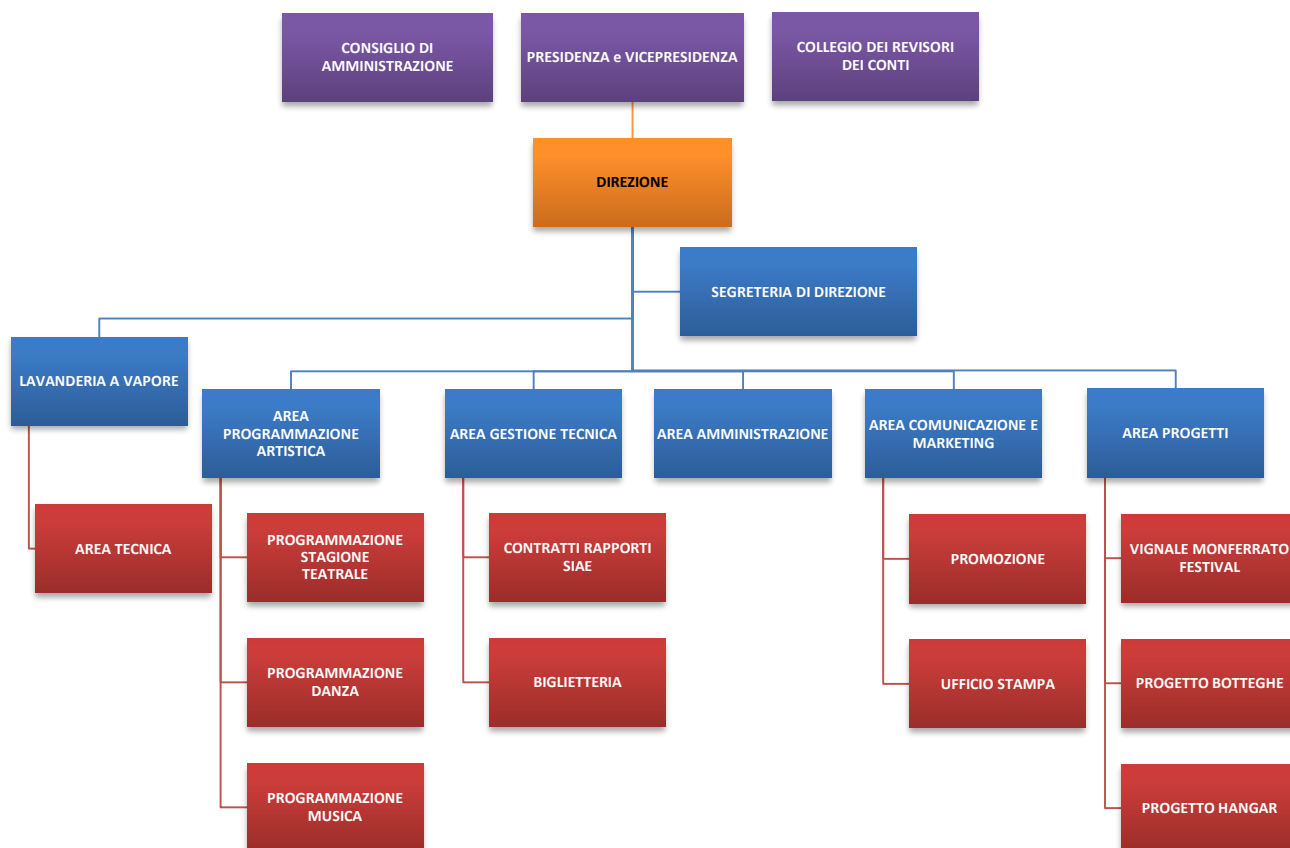 CONSIGLIO DI
AMMINISTRAZIONE
PRESIDENZA e VICEPRESIDENZA
COLLEGIO DEI REVISORI
DEI CONTI
DIREZIONE
SEGRETERIA DI DIREZIONE
LAVANDERIA A VAPORE
AREA
PROGRAMMAZIONE
ARTISTICA
AREA GESTIONE TECNICA
AREA AMMINISTRAZIONE
AREA COMUNICAZIONE E
MARKETING
AREA PROGETTI
AREA TECNICA
PROGRAMMAZIONE
STAGIONE
TEATRALE
CONTRATTI RAPPORTI
SIAE
PROMOZIONE
VIGNALE MONFERRATO
FESTIVAL
PROGRAMMAZIONE
DANZA
BIGLIETTERIA
UFFICIO STAMPA
PROGETTO BOTTEGHE
PROGRAMMAZIONE
MUSICA
PROGETTO HANGAR